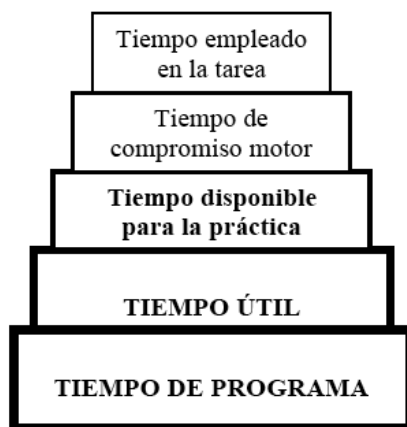 Tiempo empleado
en la tarea
Tiempo de
compromiso motor
Tiempo disponible
para la práctica
TIEMPO ÚTIL
TIEMPO DE PROGRAMA